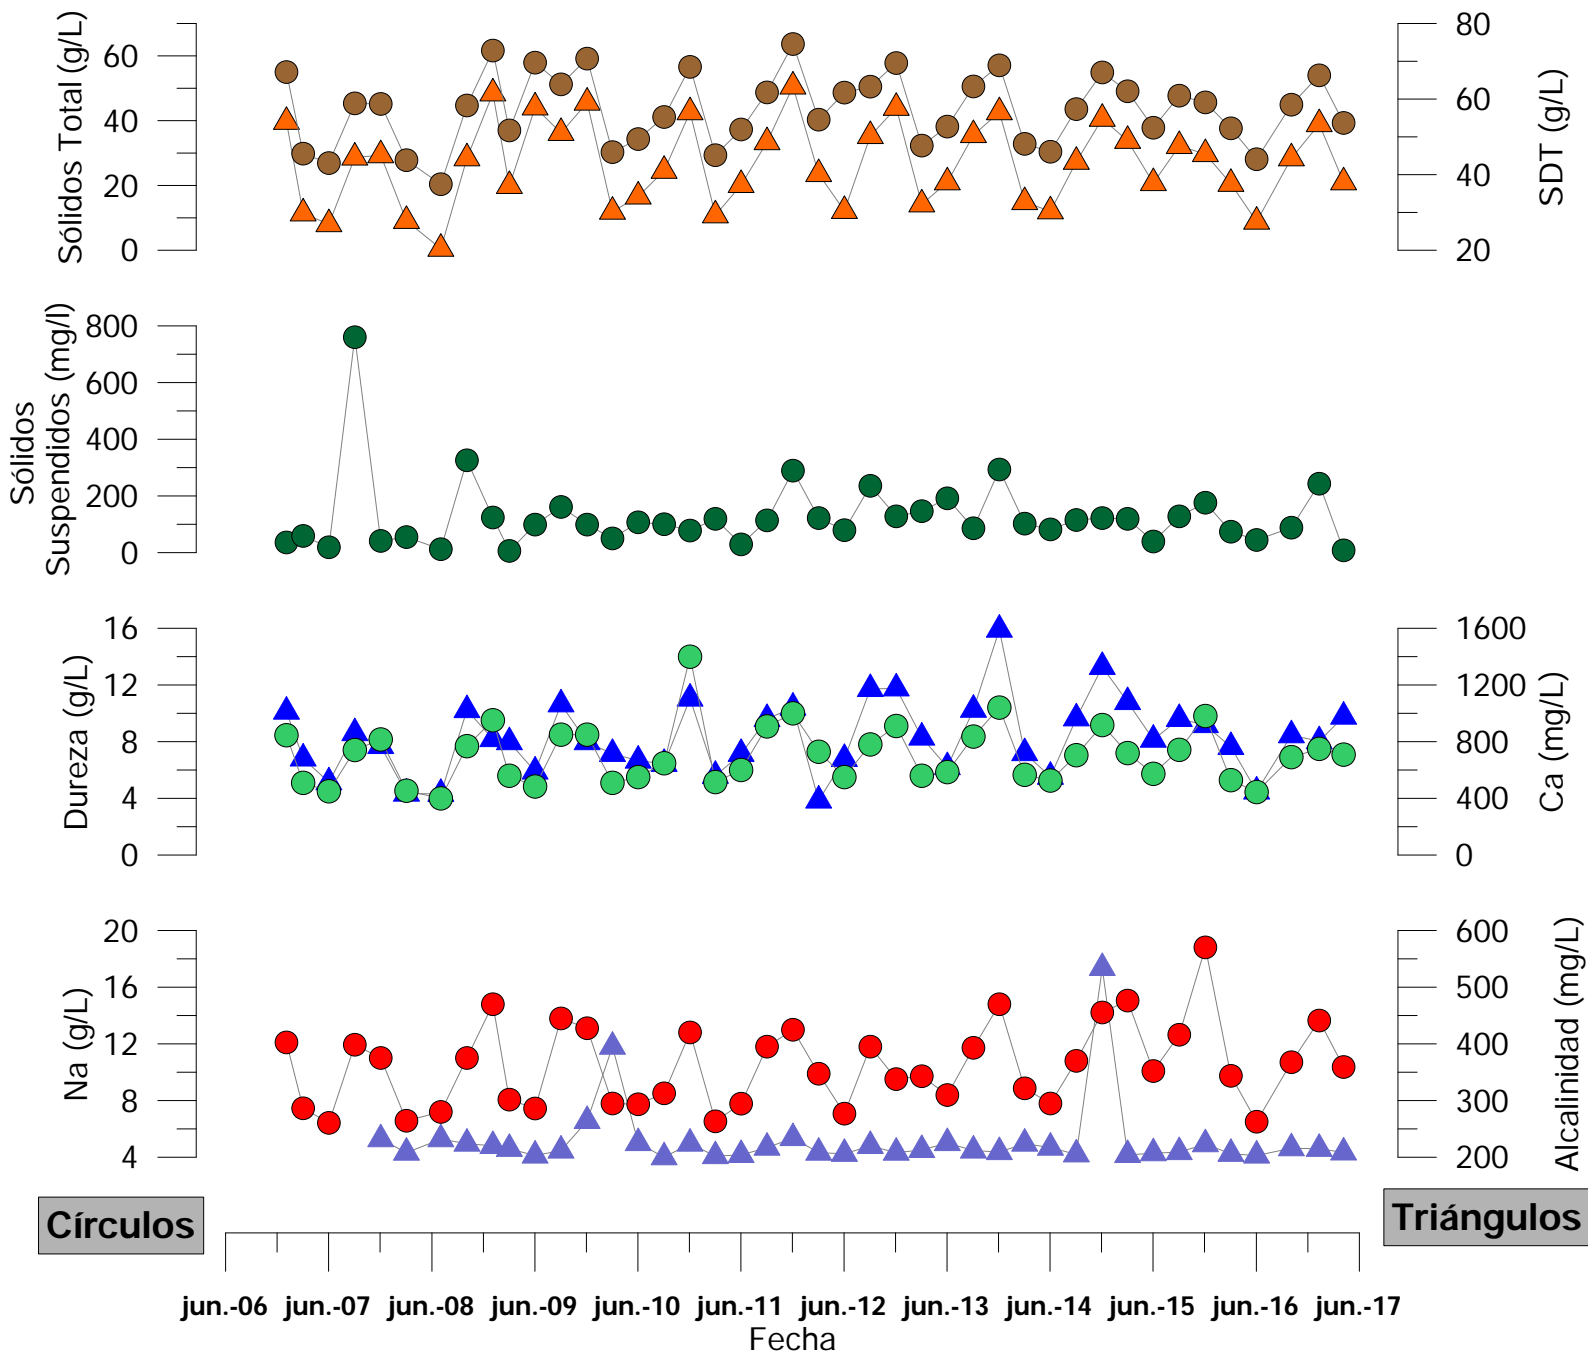 Sólidos Total (g/L)
60
40
20
0
80
60
40
20
SDT (g/L)
Sólidos
Suspendidos (mg/l)
800
600
400
200
0
Dureza (g/L)
16
12
8
4
0
1600
1200
800
400
0
Ca (mg/L)
Na (g/L)
20
16
12
8
4
600
500
400
300
200
Alcalinidad (mg/L)
Círculos
Triángulos
jun.-06 jun.-07 jun.-08 jun.-09 jun.-10 jun.-11 jun.-12 jun.-13 jun.-14 jun.-15 jun.-16 jun.-17
Fecha